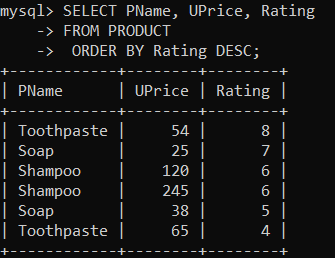 mysql> SELECT PName, UPrice, Rating
    -> FROM PRODUCT
    ->  ORDER BY Rating DESC;
+------------+--------+--------+
| PName      | UPrice | Rating |
+------------+--------+--------+
| Toothpaste |     54 |      8 |
| Soap       |     25 |      7 |
| Shampoo    |    120 |      6 |
| Shampoo    |    245 |      6 |
| Soap       |     38 |      5 |
| Toothpaste |     65 |      4 |
+------------+--------+--------+